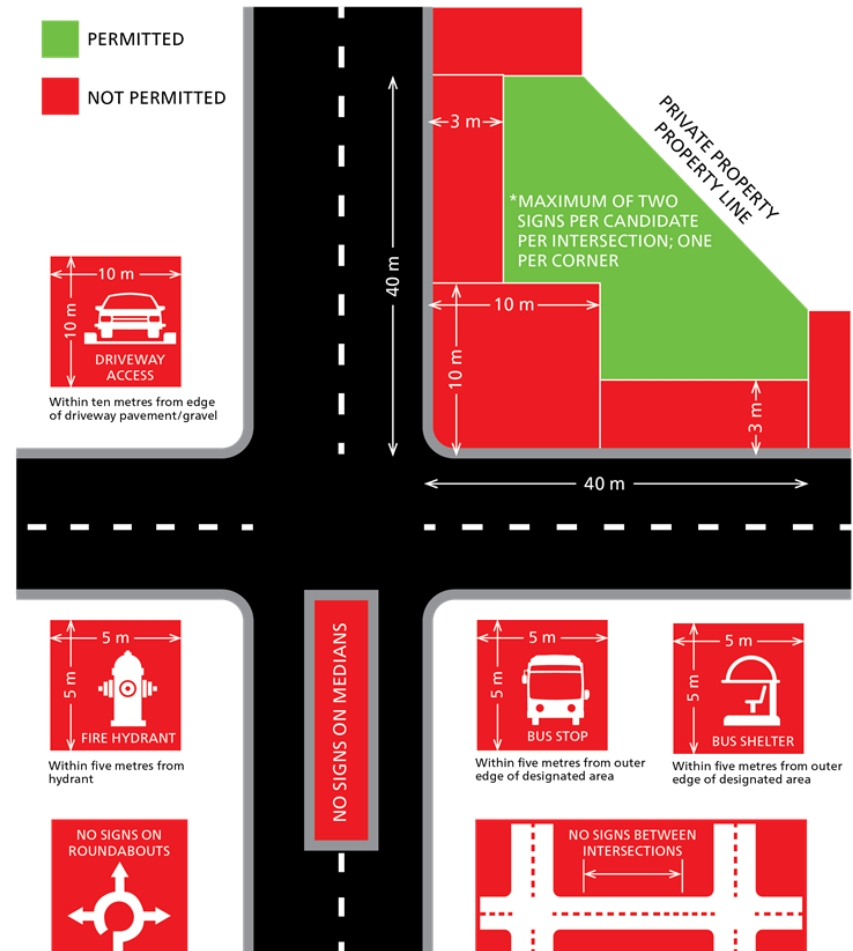 PERMITTED
NOT PERMITTED
PRIVATE PROPERTY
PROPERTY LINE
3 m
*MAXIMUM OF TWO
SIGNS PER CANDIDATE
PER INTERSECTION; ONE
PER CORNER
40 m
10 m
10 m
DRIVEWAY
ACCESS
Within ten metres from edge
of driveway pavement/gravel
10 m
10 m
3 m
40 m
5 m
5 m
FIRE HYDRANT
Within five metres from
hydrant
NO SIGNS ON MEDIANS
5 m
5 m
BUS STOP
Within five metres from outer
edge of designated area
5 m
5 m
BUS SHELTER
Within five metres from outer
edge of designated area
NO SIGNS ON
ROUNDABOUTS
NO SIGNS BETWEEN
INTERSECTIONS